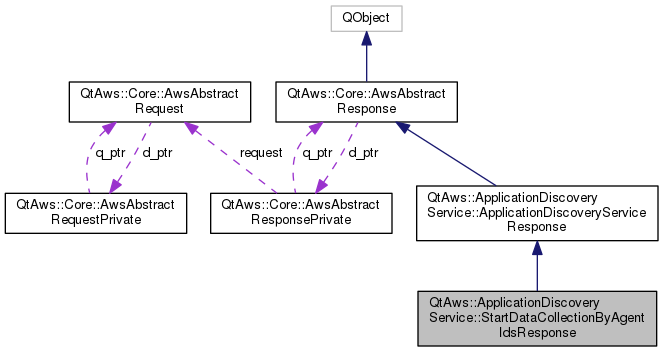 QObject
QtAws::Core::AwsAbstract
Request
QtAws::Core::AwsAbstract
Response
q_ptr
d_ptr
request
q_ptr
d_ptr
QtAws::Core::AwsAbstract
RequestPrivate
QtAws::Core::AwsAbstract
ResponsePrivate
QtAws::ApplicationDiscovery
Service::ApplicationDiscoveryService
Response
QtAws::ApplicationDiscovery
Service::StartDataCollectionByAgent
IdsResponse